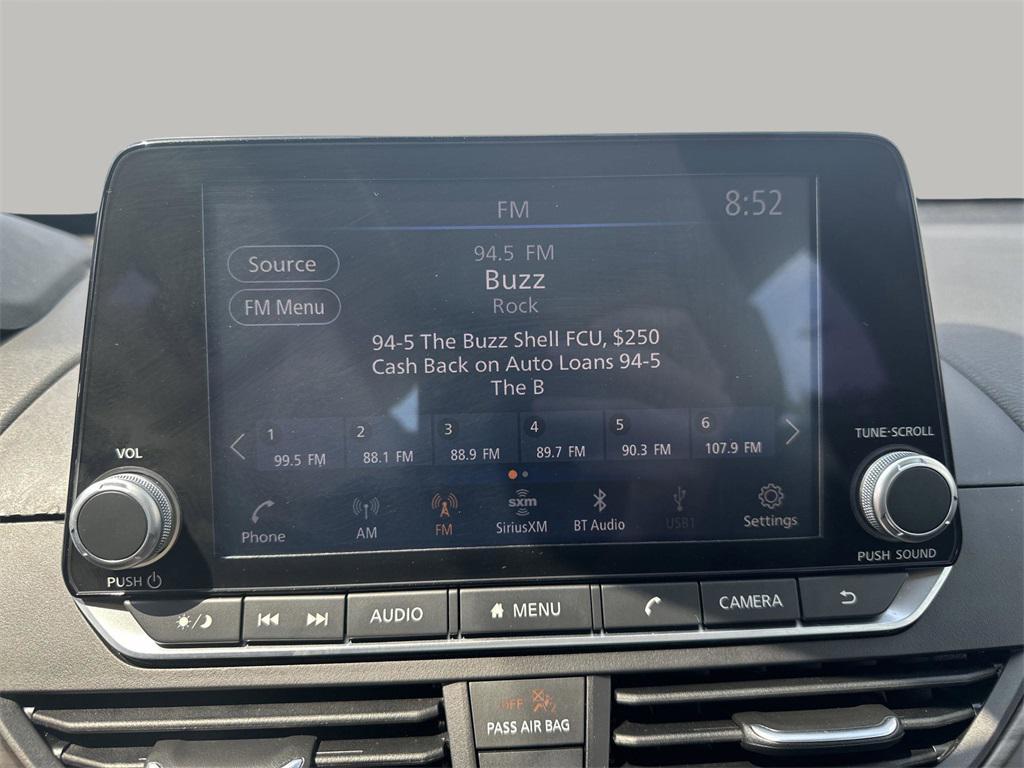 FM
8:52
Source
FM Menu
94.5 FM
Buzz
Rock
94-5 The Buzz Shell FCU, $250
Cash Back on Auto Loans 94-5
The B
1
99.5 FM
2
88.1 FM
3
88.9 FM
4
89.7 FM
5
90.3 FM
6
107.9 FM
Phone
AM
FM
sxm
SiriusXM
BT Audio
USB1
Settings
VOL
PUSH
TUNE·SCROLL
PUSH SOUND
AUDIO
MENU
CAMERA
OFF
PASS AIR BAG